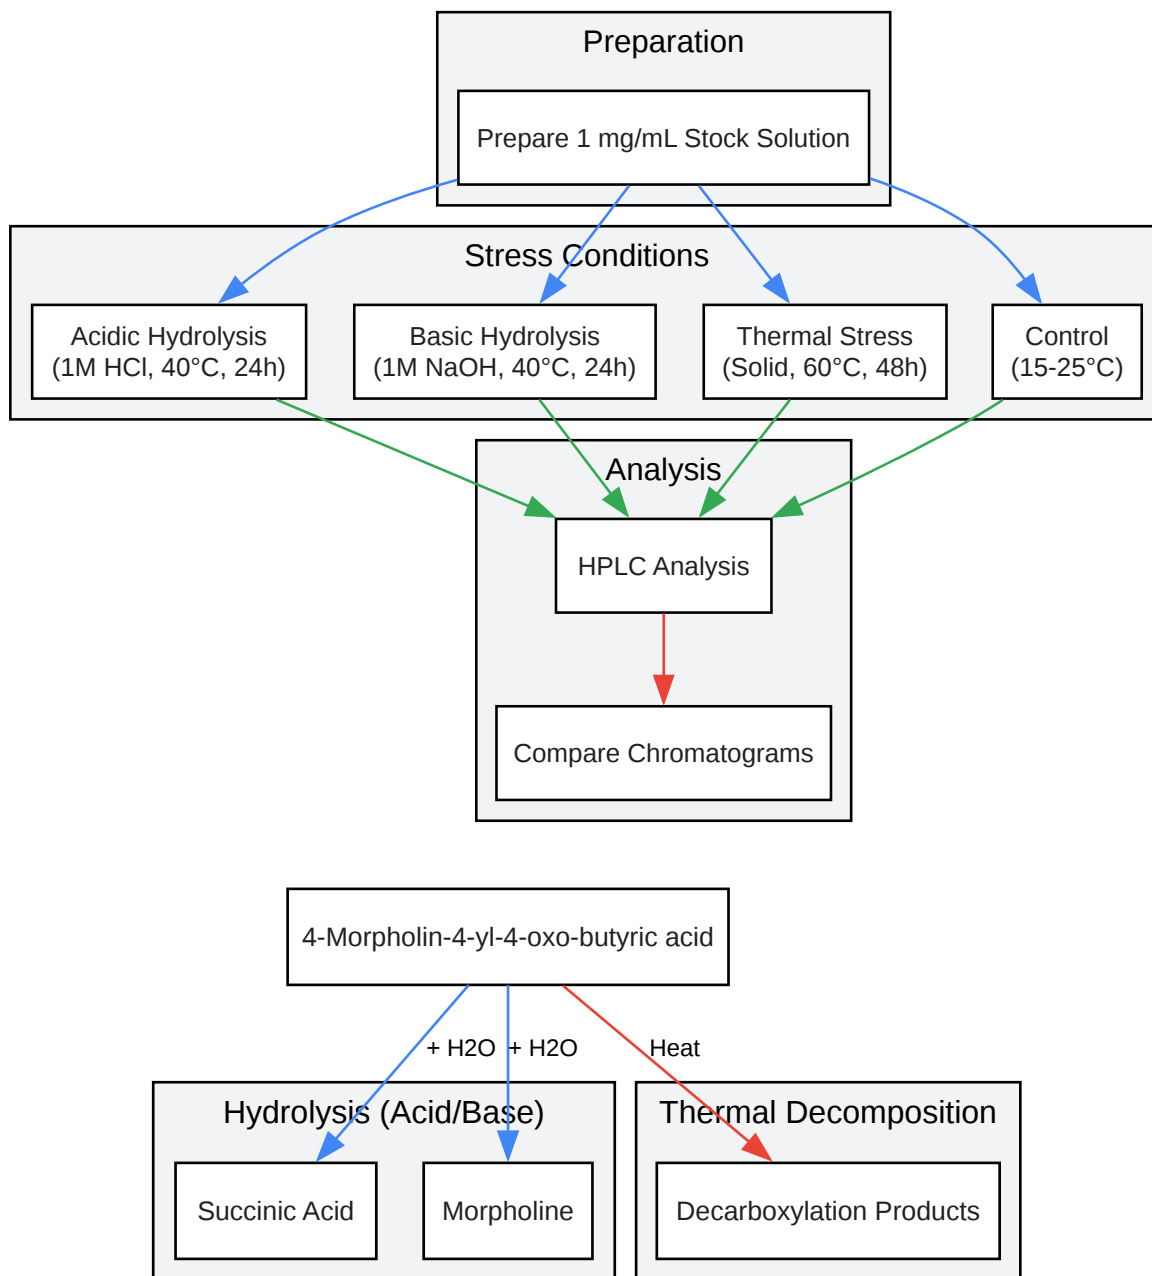 Preparation
Prepare 1 mg/mL Stock Solution
Stress Conditions
Acidic Hydrolysis
(1M HCl, 40°C, 24h)
Basic Hydrolysis
(1M NaOH, 40°C, 24h)
Thermal Stress
(Solid, 60°C, 48h)
Control
(15-25°C)
Analysis
HPLC Analysis
Compare Chromatograms
4-Morpholin-4-yl-4-oxo-butyric acid
+ H2O
+ H2O
Heat
Hydrolysis (Acid/Base)
Succinic Acid
Morpholine
Thermal Decomposition
Decarboxylation Products